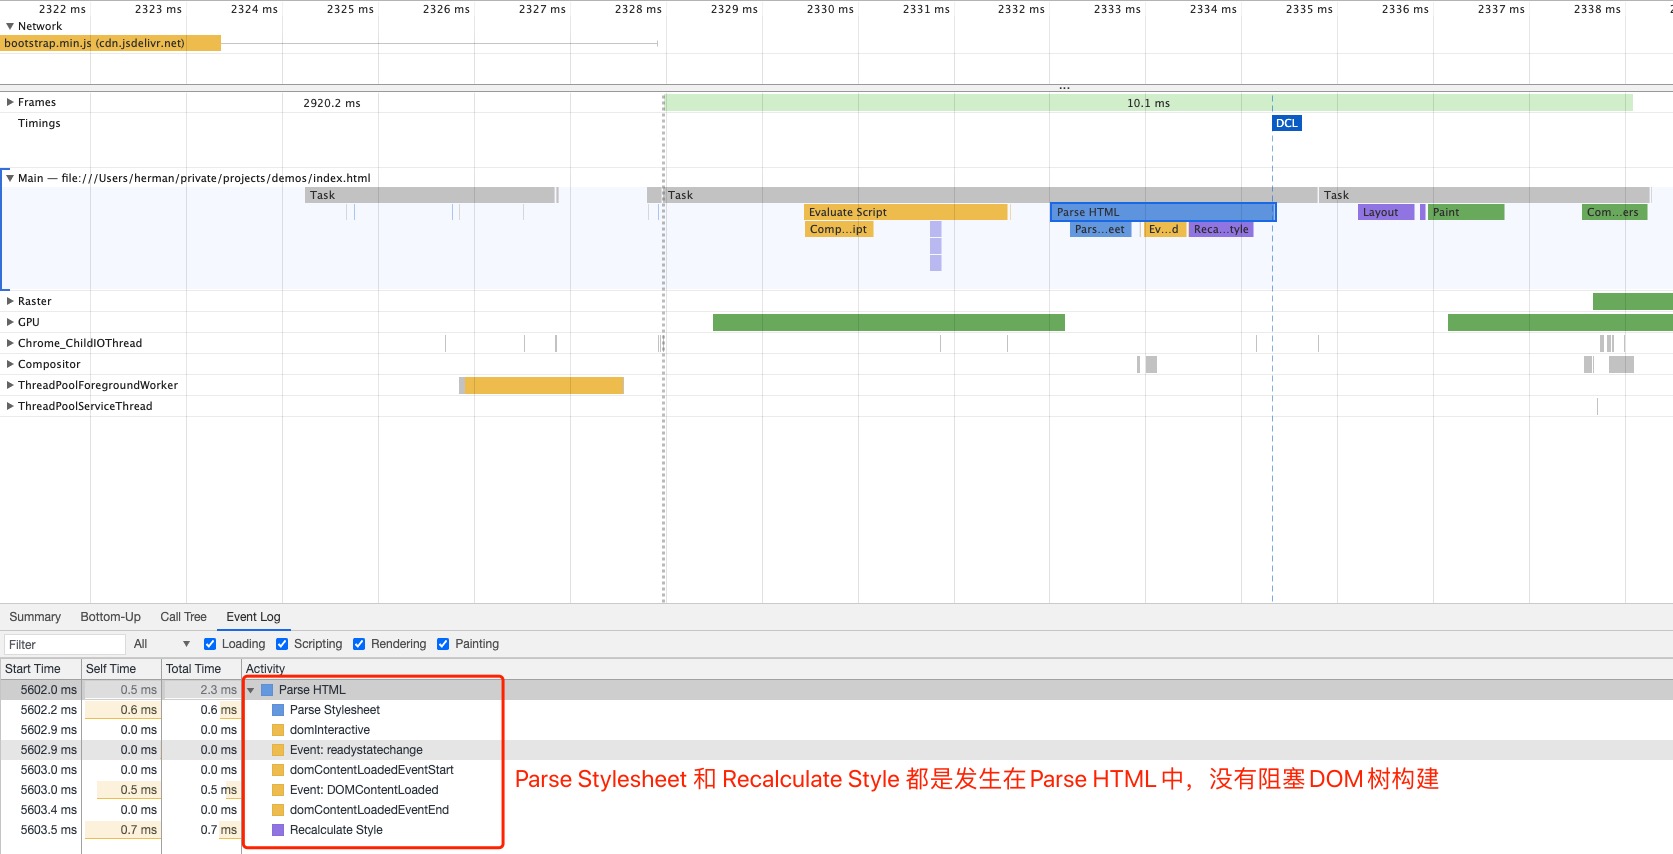 2322 ms 2323 ms 2324 ms 2325 ms 2326 ms 2327 ms 2328 ms 2329 ms 2330 ms 2331 ms 2332 ms 2333 ms 2334 ms 2335 ms 2336 ms 2337 ms 2338 ms
Network
bootstrap.min.js (cdn.jsdelivr.net)
...
Frames 2920.2 ms 10.1 ms
Timings DCL
Main — file:///Users/herman/private/projects/demos/index.html
Task Task Task
Evaluate Script Parse HTML Layout Paint Com...ers
Comp...ipt Pars...eet Ev...d Reca...tyle
Raster
GPU
Chrome_ChildIOThread
Compositor
ThreadPoolForegroundWorker
ThreadPoolServiceThread
Summary Bottom-Up Call Tree Event Log
Filter All Loading Scripting Rendering Painting
Start Time Self Time Total Time Activity
5602.0 ms 0.5 ms 2.3 ms Parse HTML
5602.2 ms 0.6 ms 0.6 ms Parse Stylesheet
5602.9 ms 0.0 ms 0.0 ms domInteractive
5602.9 ms 0.0 ms 0.0 ms Event: readystatechange
5603.0 ms 0.0 ms 0.0 ms domContentLoadedEventStart
5603.0 ms 0.5 ms 0.5 ms Event: DOMContentLoaded
5603.4 ms 0.0 ms 0.0 ms domContentLoadedEventEnd
5603.5 ms 0.7 ms 0.7 ms Recalculate Style
Parse Stylesheet 和 Recalculate Style 都是发生在 Parse HTML 中，没有阻塞 DOM 树构建